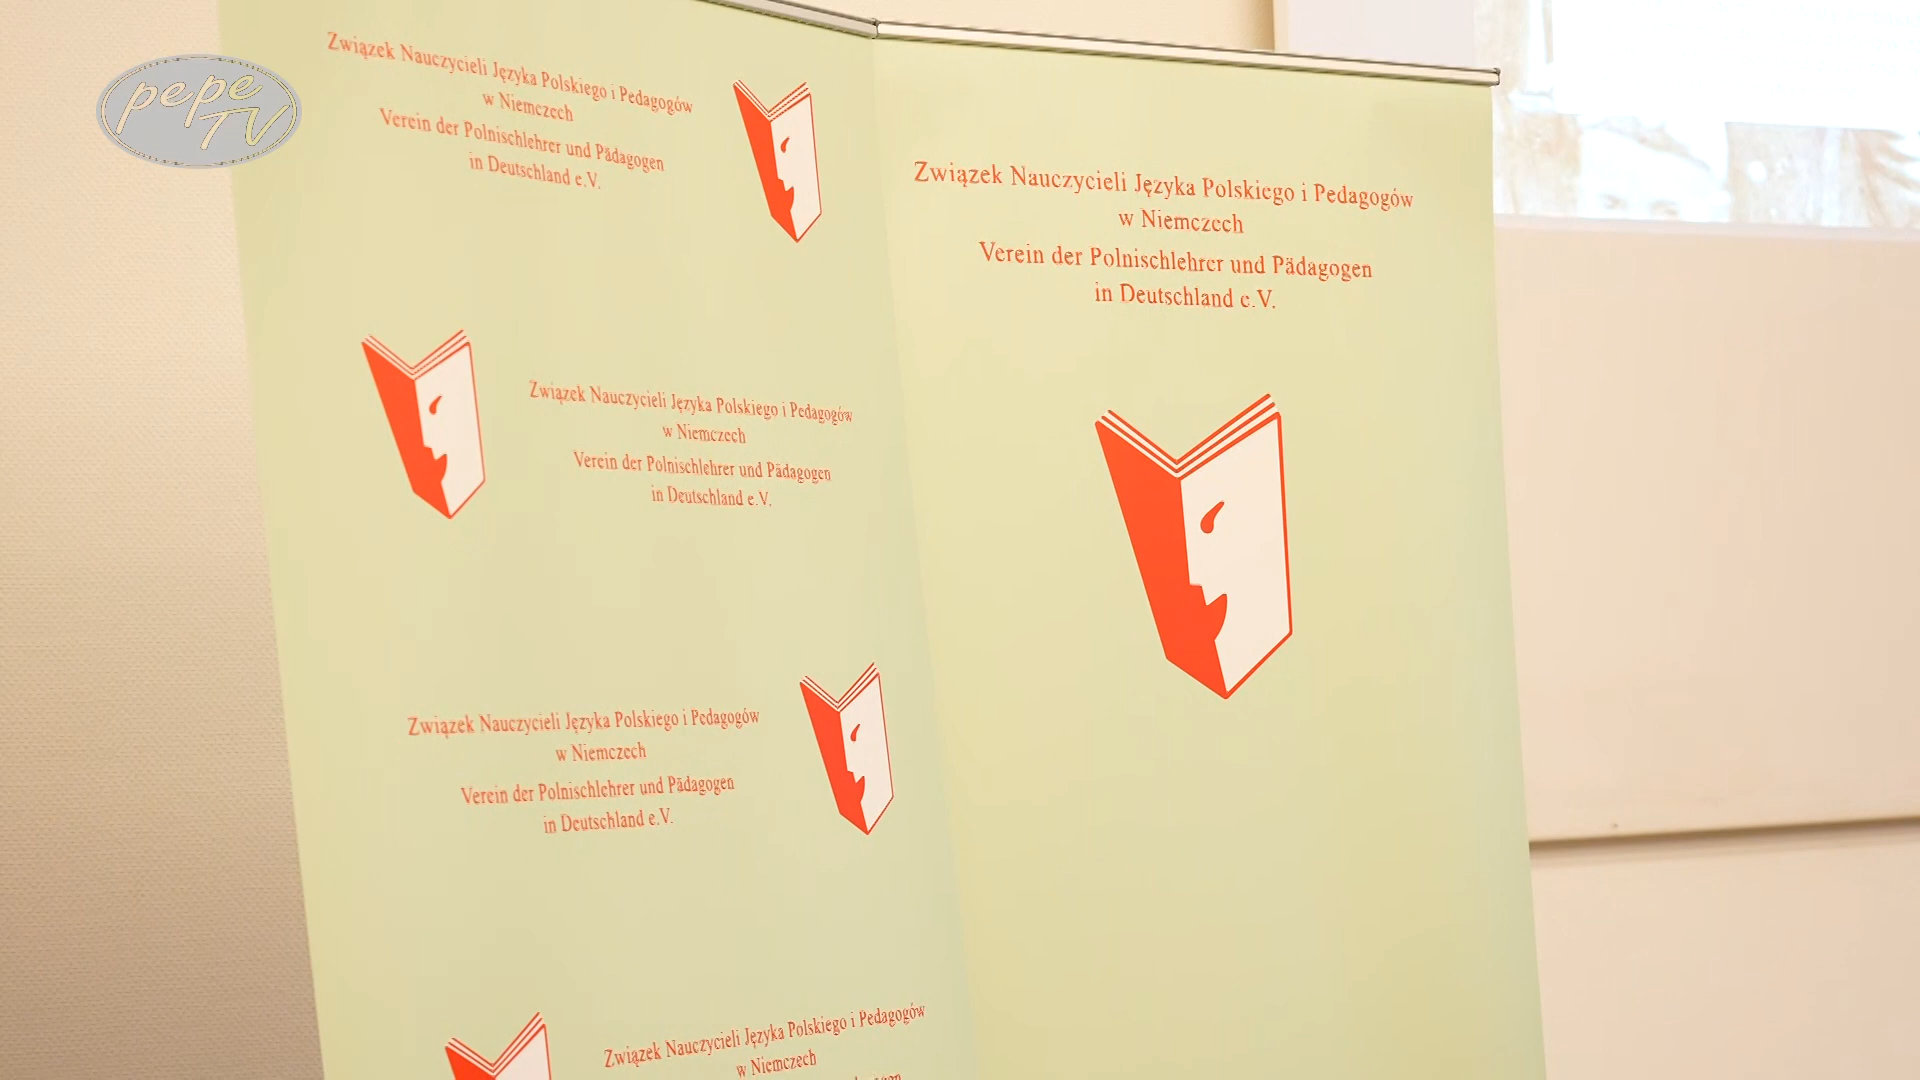 pepe
TV
Związek Nauczycieli Języka Polskiego i Pedagogów
w Niemczech
Verein der Polnischlehrer und Pädagogen
in Deutschland e.V.
Związek Nauczycieli Języka Polskiego i Pedagogów
w Niemczech
Verein der Polnischlehrer und Pädagogen
in Deutschland e.V.
Związek Nauczycieli Języka Polskiego i Pedagogów
w Niemczech
Verein der Polnischlehrer und Pädagogen
in Deutschland e.V.
Związek Nauczycieli Języka Polskiego i Pedagogów
w Niemczech
Związek Nauczycieli Języka Polskiego i Pedagogów
w Niemczech
Verein der Polnischlehrer und Pädagogen
in Deutschland e.V.